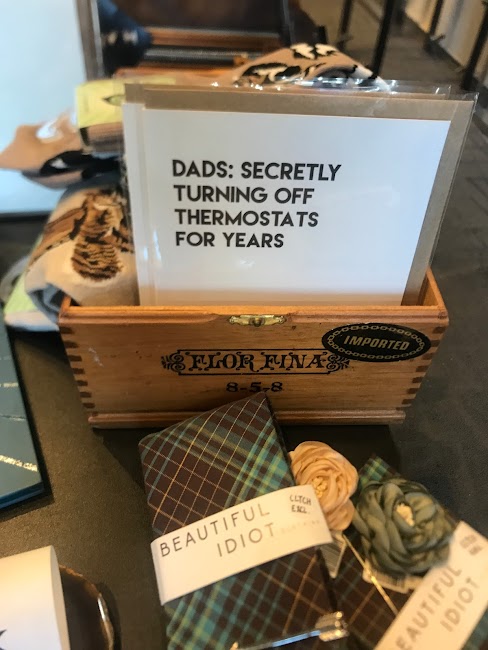 DADS: SECRETLY
TURNING OFF
THERMOSTATS
FOR YEARS
FLOR FINA
8-5-8
IMPORTED
BEAUTIFUL
IDIOT
BEAUTIFUL
IDIOT